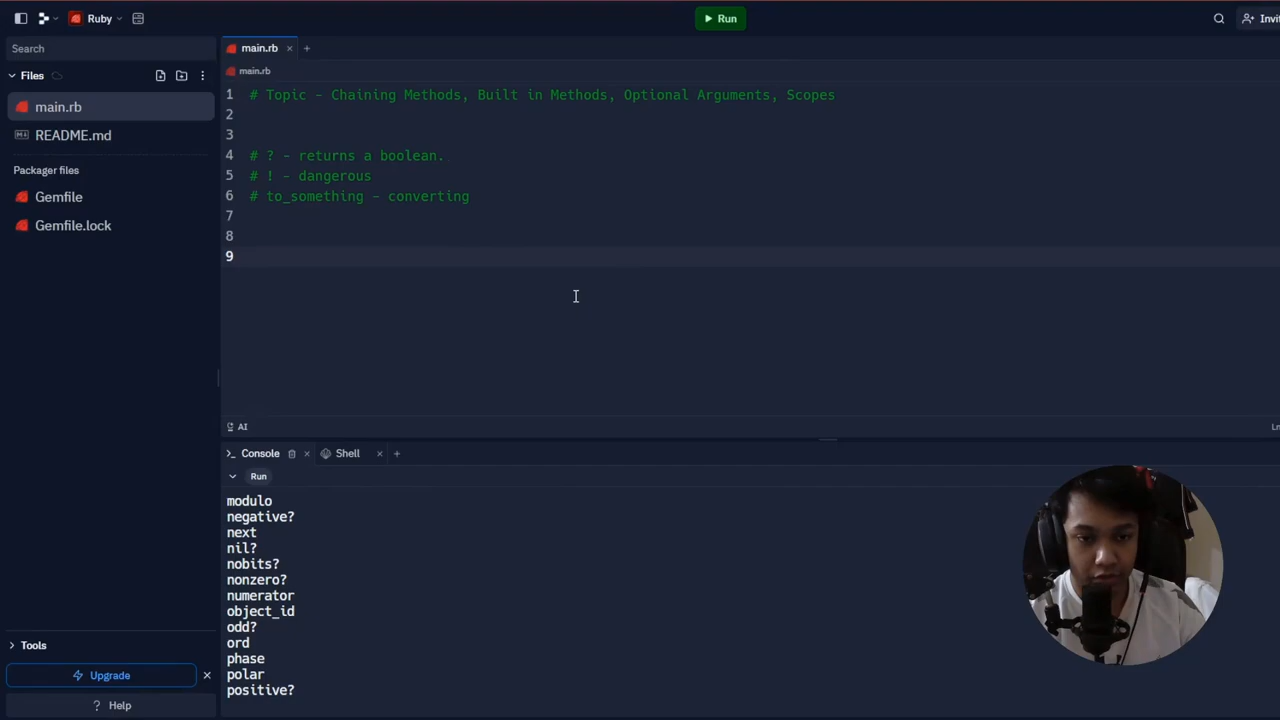 Ruby
Run
Invi
Search
main.rb
Files
main.rb
main.rb
README.md
Packager files
Gemfile
Gemfile.lock
1 # Topic - Chaining Methods, Built in Methods, Optional Arguments, Scopes
2
3
4 # ? - returns a boolean.
5 # ! - dangerous
6 # to_something - converting
7
8
9
AI
Ln
Console
Shell
Run
modulo
negative?
next
nil?
nobits?
nonzero?
numerator
object_id
odd?
ord
phase
polar
positive?
Tools
Upgrade
? Help